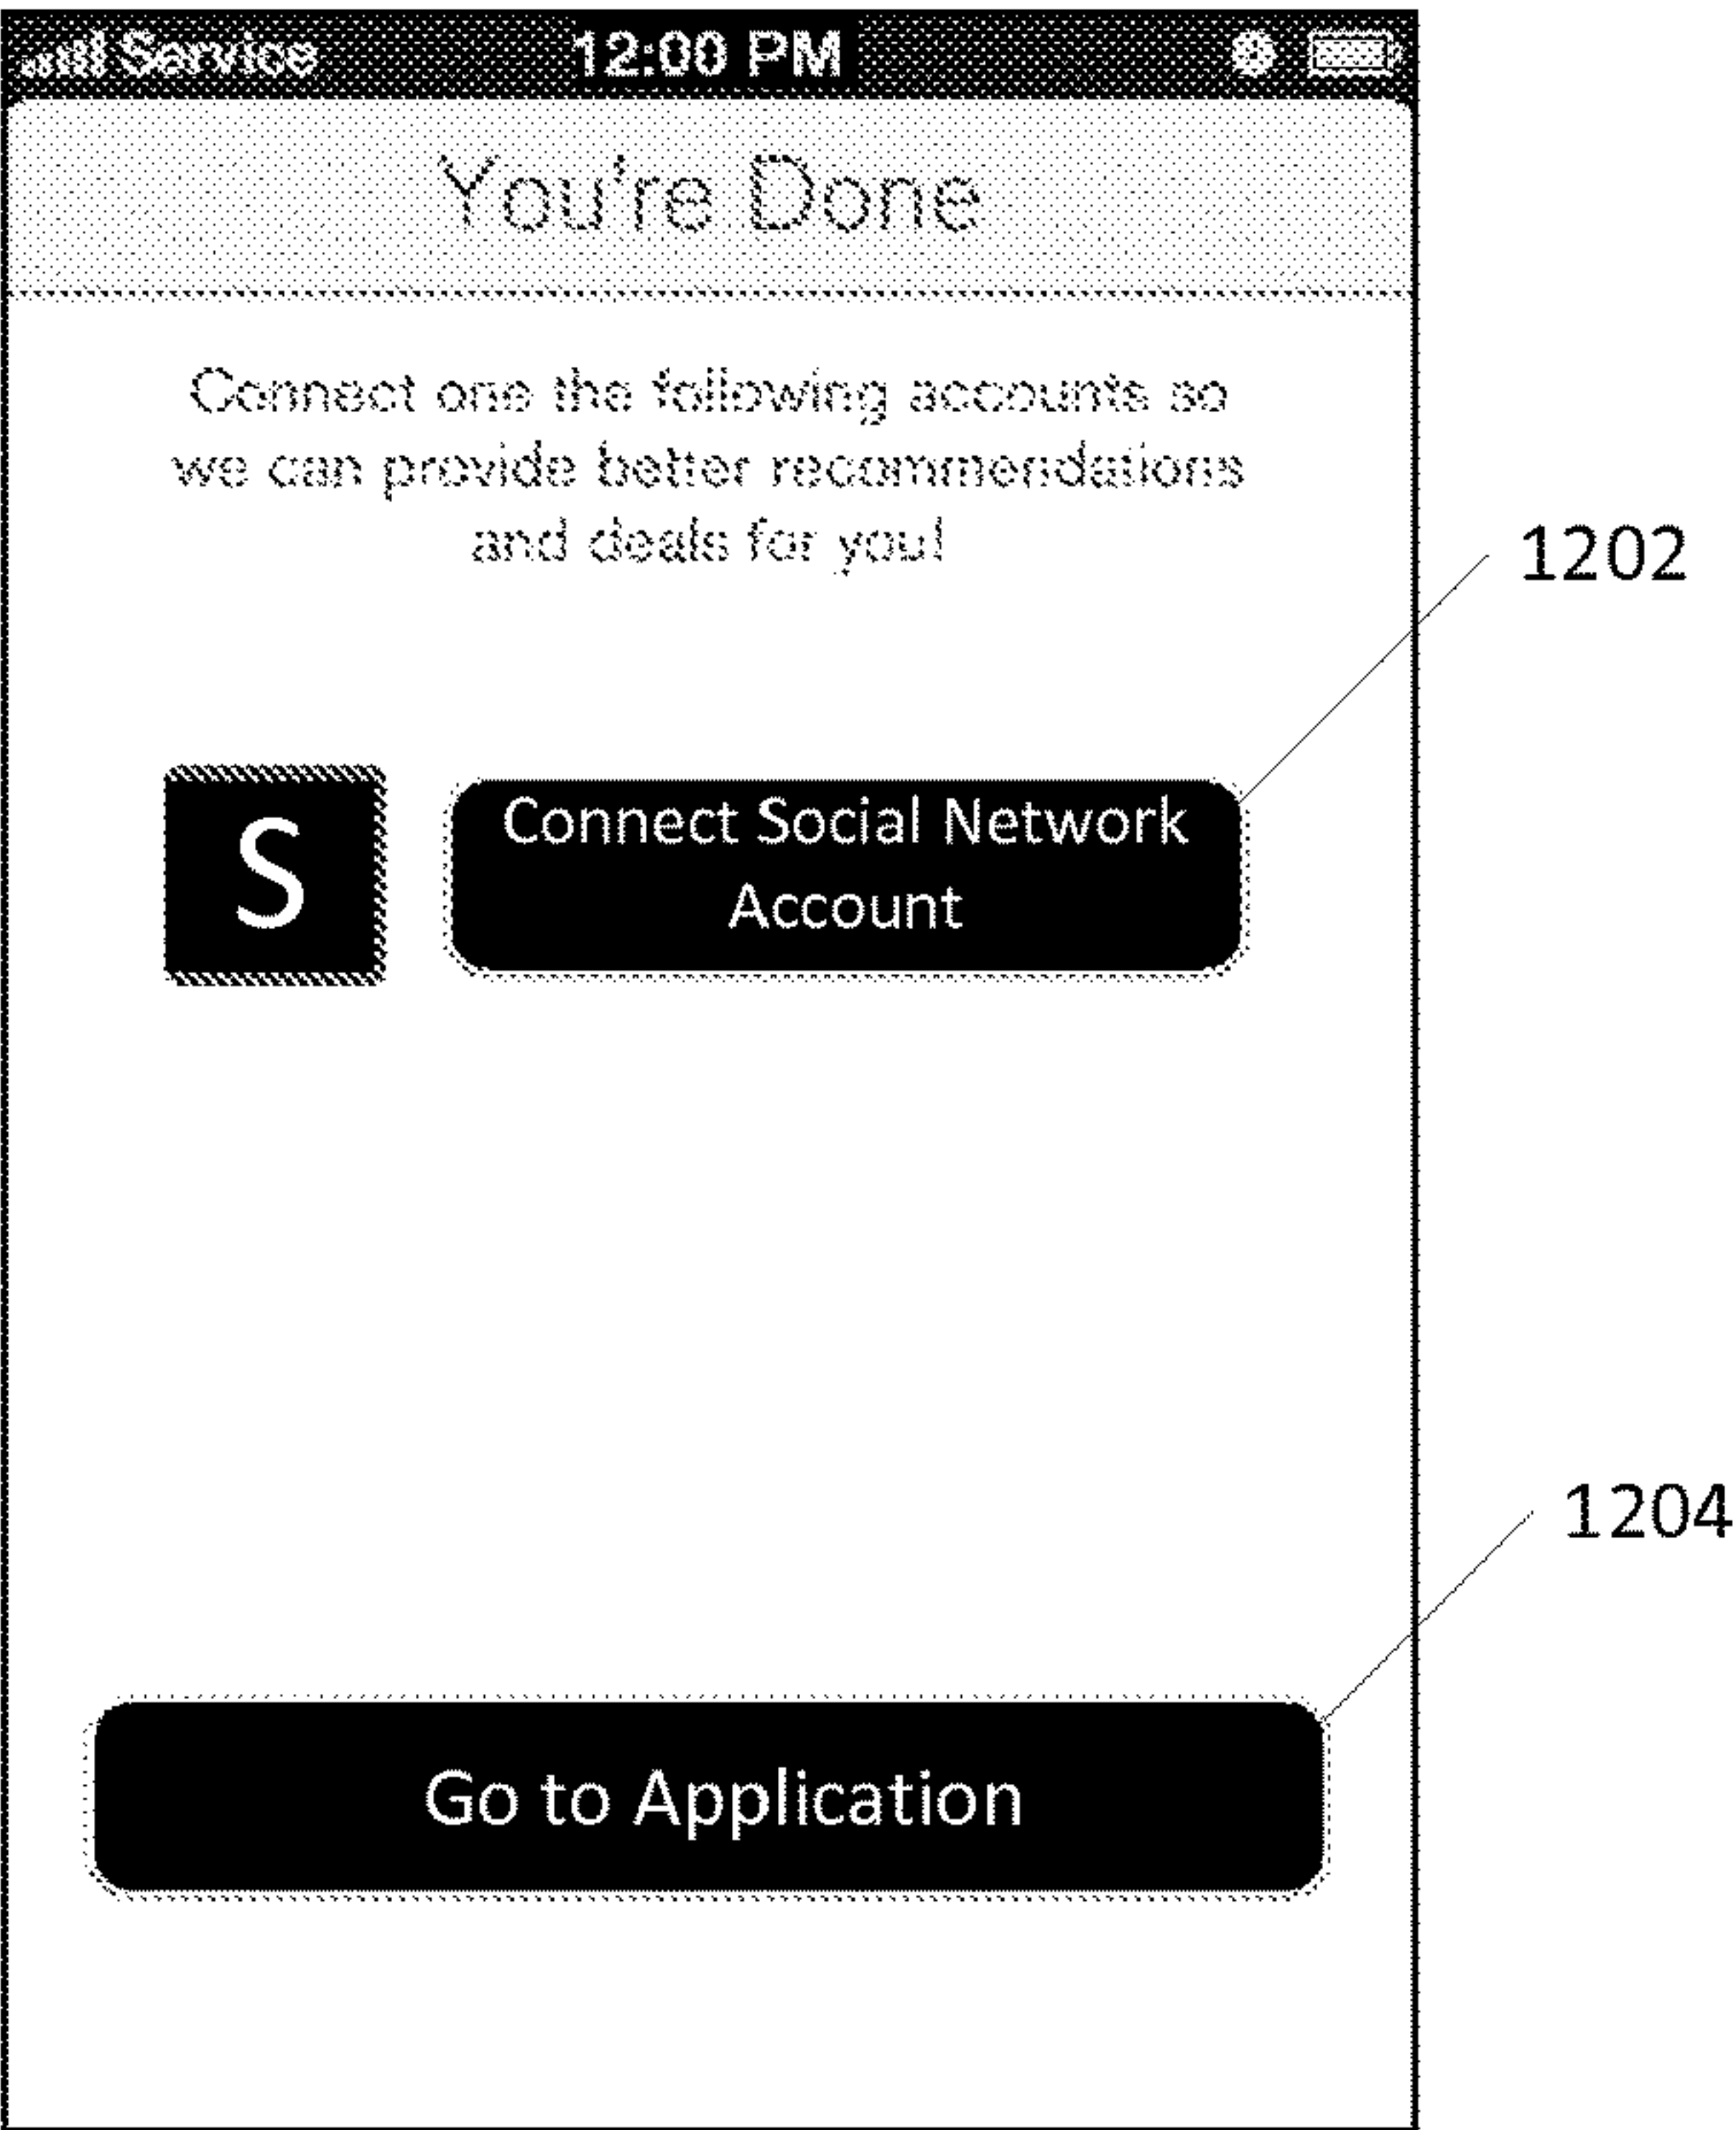 Service 12:00 PM
You're Done
Connect one the following accounts so
we can provide better recommendations
and deals for you!
1202
S
Connect Social Network
Account
1204
Go to Application